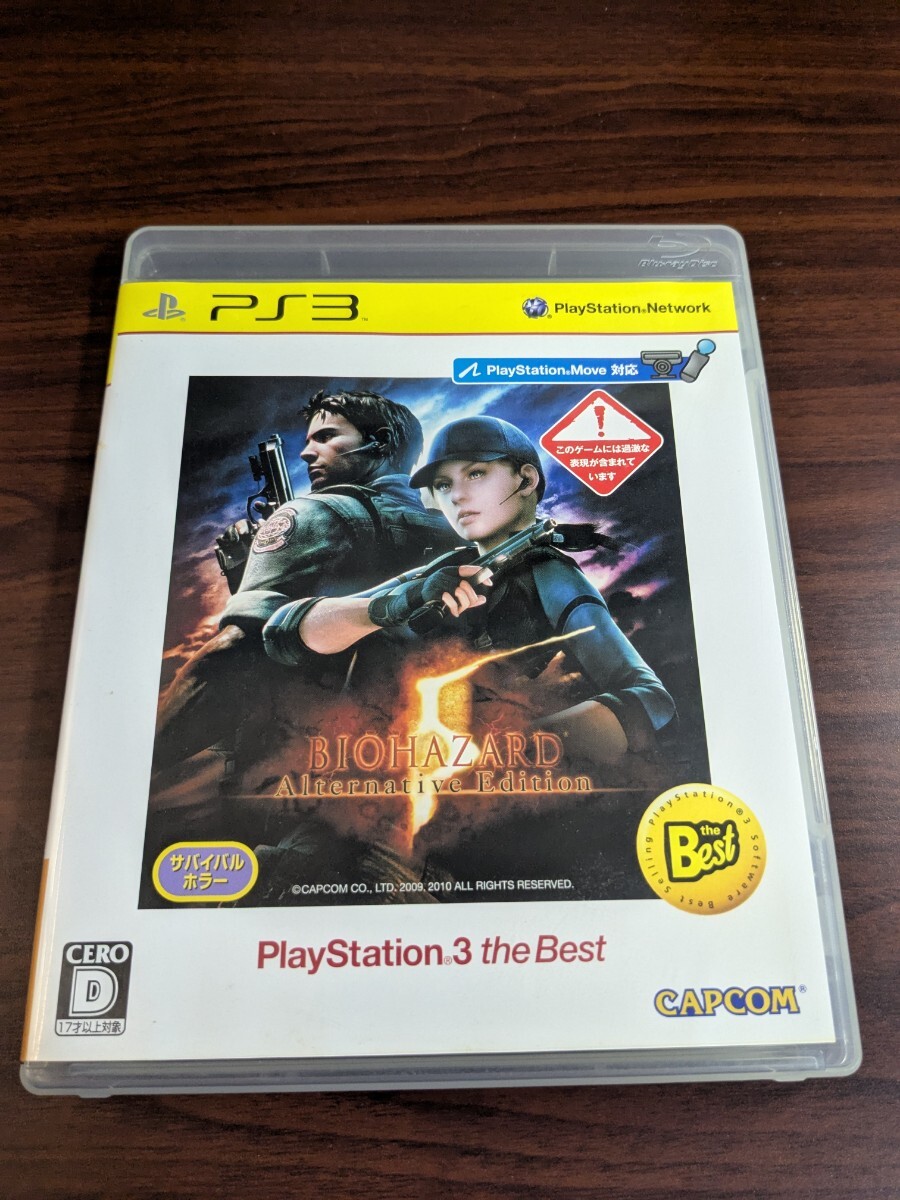 Blu-ray Disc
PS3™
PlayStation®Network
PlayStation®Move 対応
このゲームには過激な
表現が含まれて
います
BIOHAZARD®
5
Alternative Edition
サバイバル
ホラー
©CAPCOM CO., LTD. 2009, 2010 ALL RIGHTS RESERVED.
the
Best
Best Selling PlayStation®3 Software
PlayStation®3 the Best
CERO
D
17才以上対象
CAPCOM®